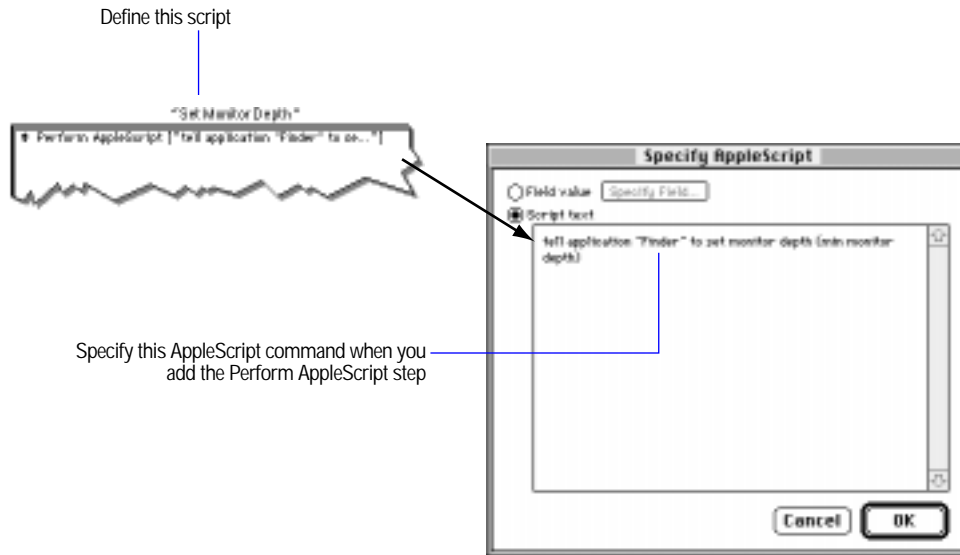 Define this script
"Set Monitor Depth"
Perform AppleScript ["tell application "Finder" to se..."]
Specify AppleScript
Field value Specify Field...
Script text
tell application "Finder" to set monitor depth (min monitor
depth)
Specify this AppleScript command when you
add the Perform AppleScript step
Cancel OK